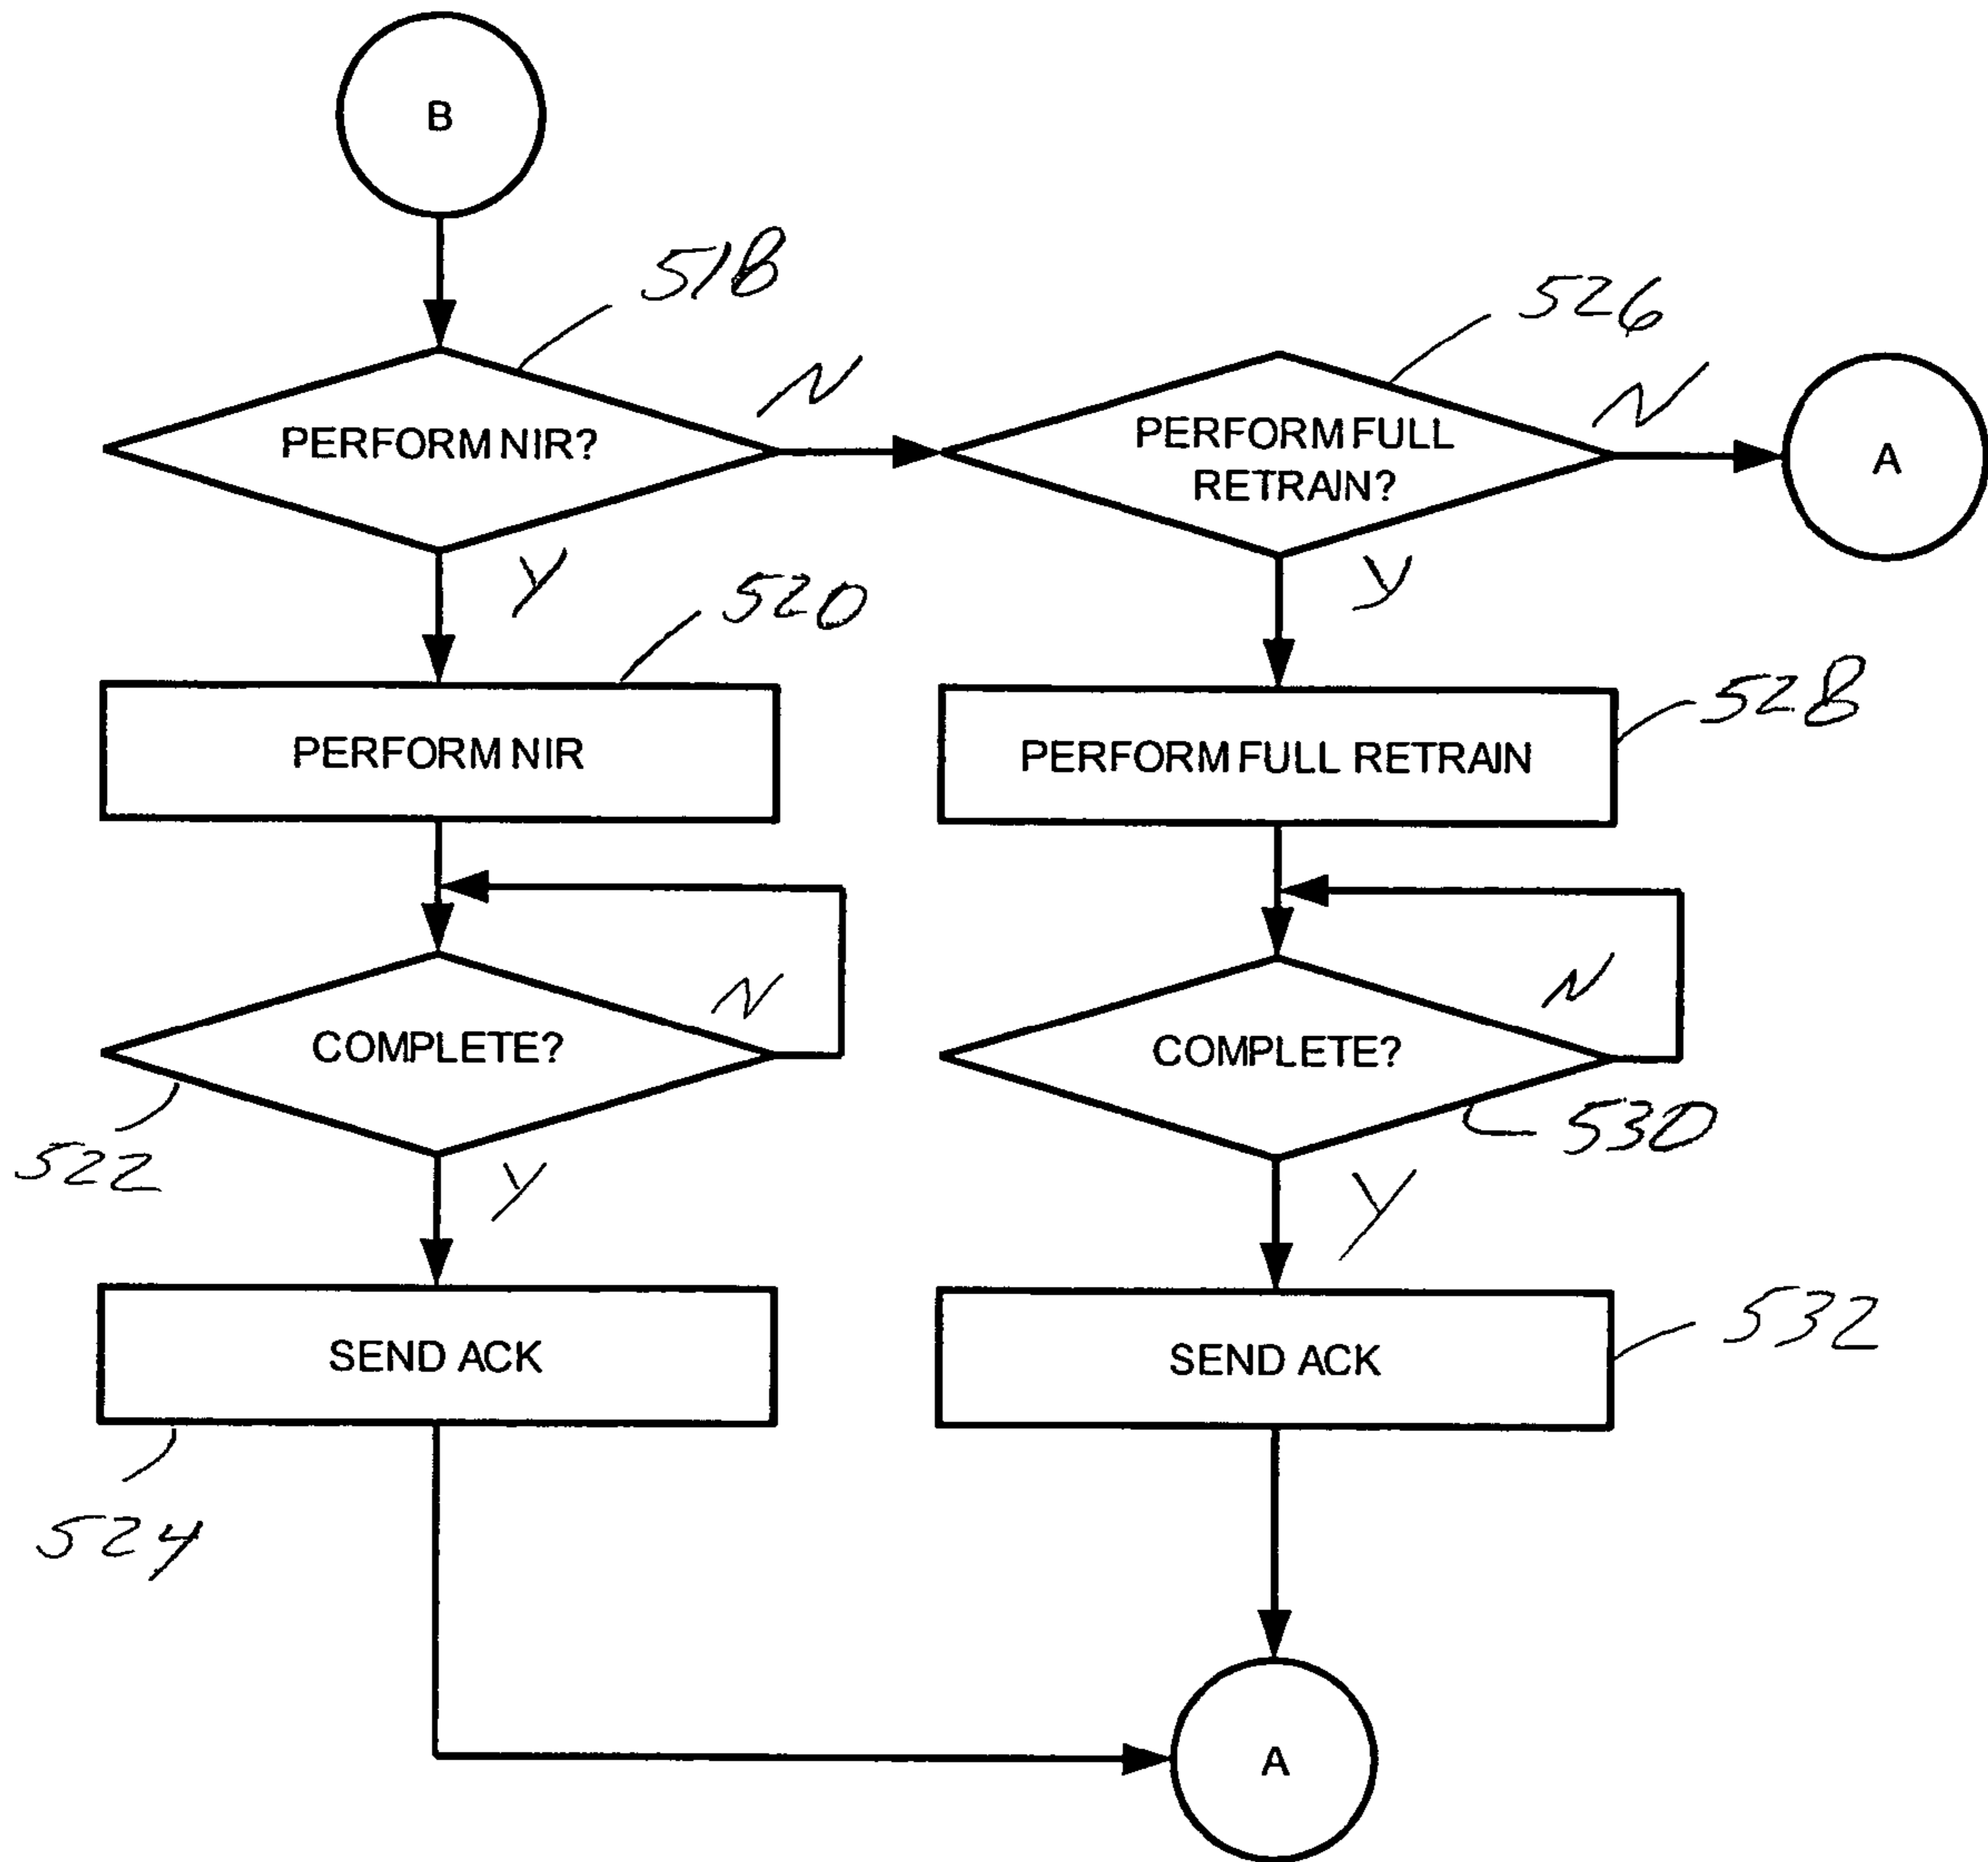 B
518
526
N
N
PERFORM NIR?
PERFORM FULL
RETRAIN?
A
Y
Y
520
528
PERFORM NIR
PERFORM FULL RETRAIN
N
N
COMPLETE?
COMPLETE?
530
522
Y
Y
532
SEND ACK
SEND ACK
524
A